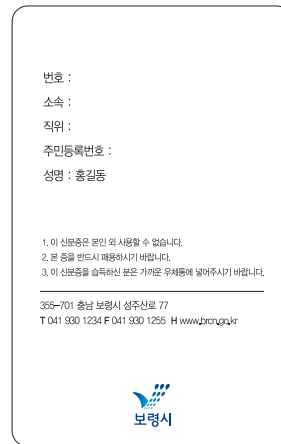 번호 :
소속 :
직위 :
주민등록번호 :
성명 : 홍길동
1. 이 신분증은 본인 외 사용할 수 없습니다.
2. 본 증을 반드시 패용하시기 바랍니다.
3. 이 신분증을 습득하신 분은 가까운 우체통에 넣어주시기 바랍니다.
355-701 충남 보령시 성주산로 77
T 041 930 1234 F 041 930 1255 H www.brcn.go.kr
보령시